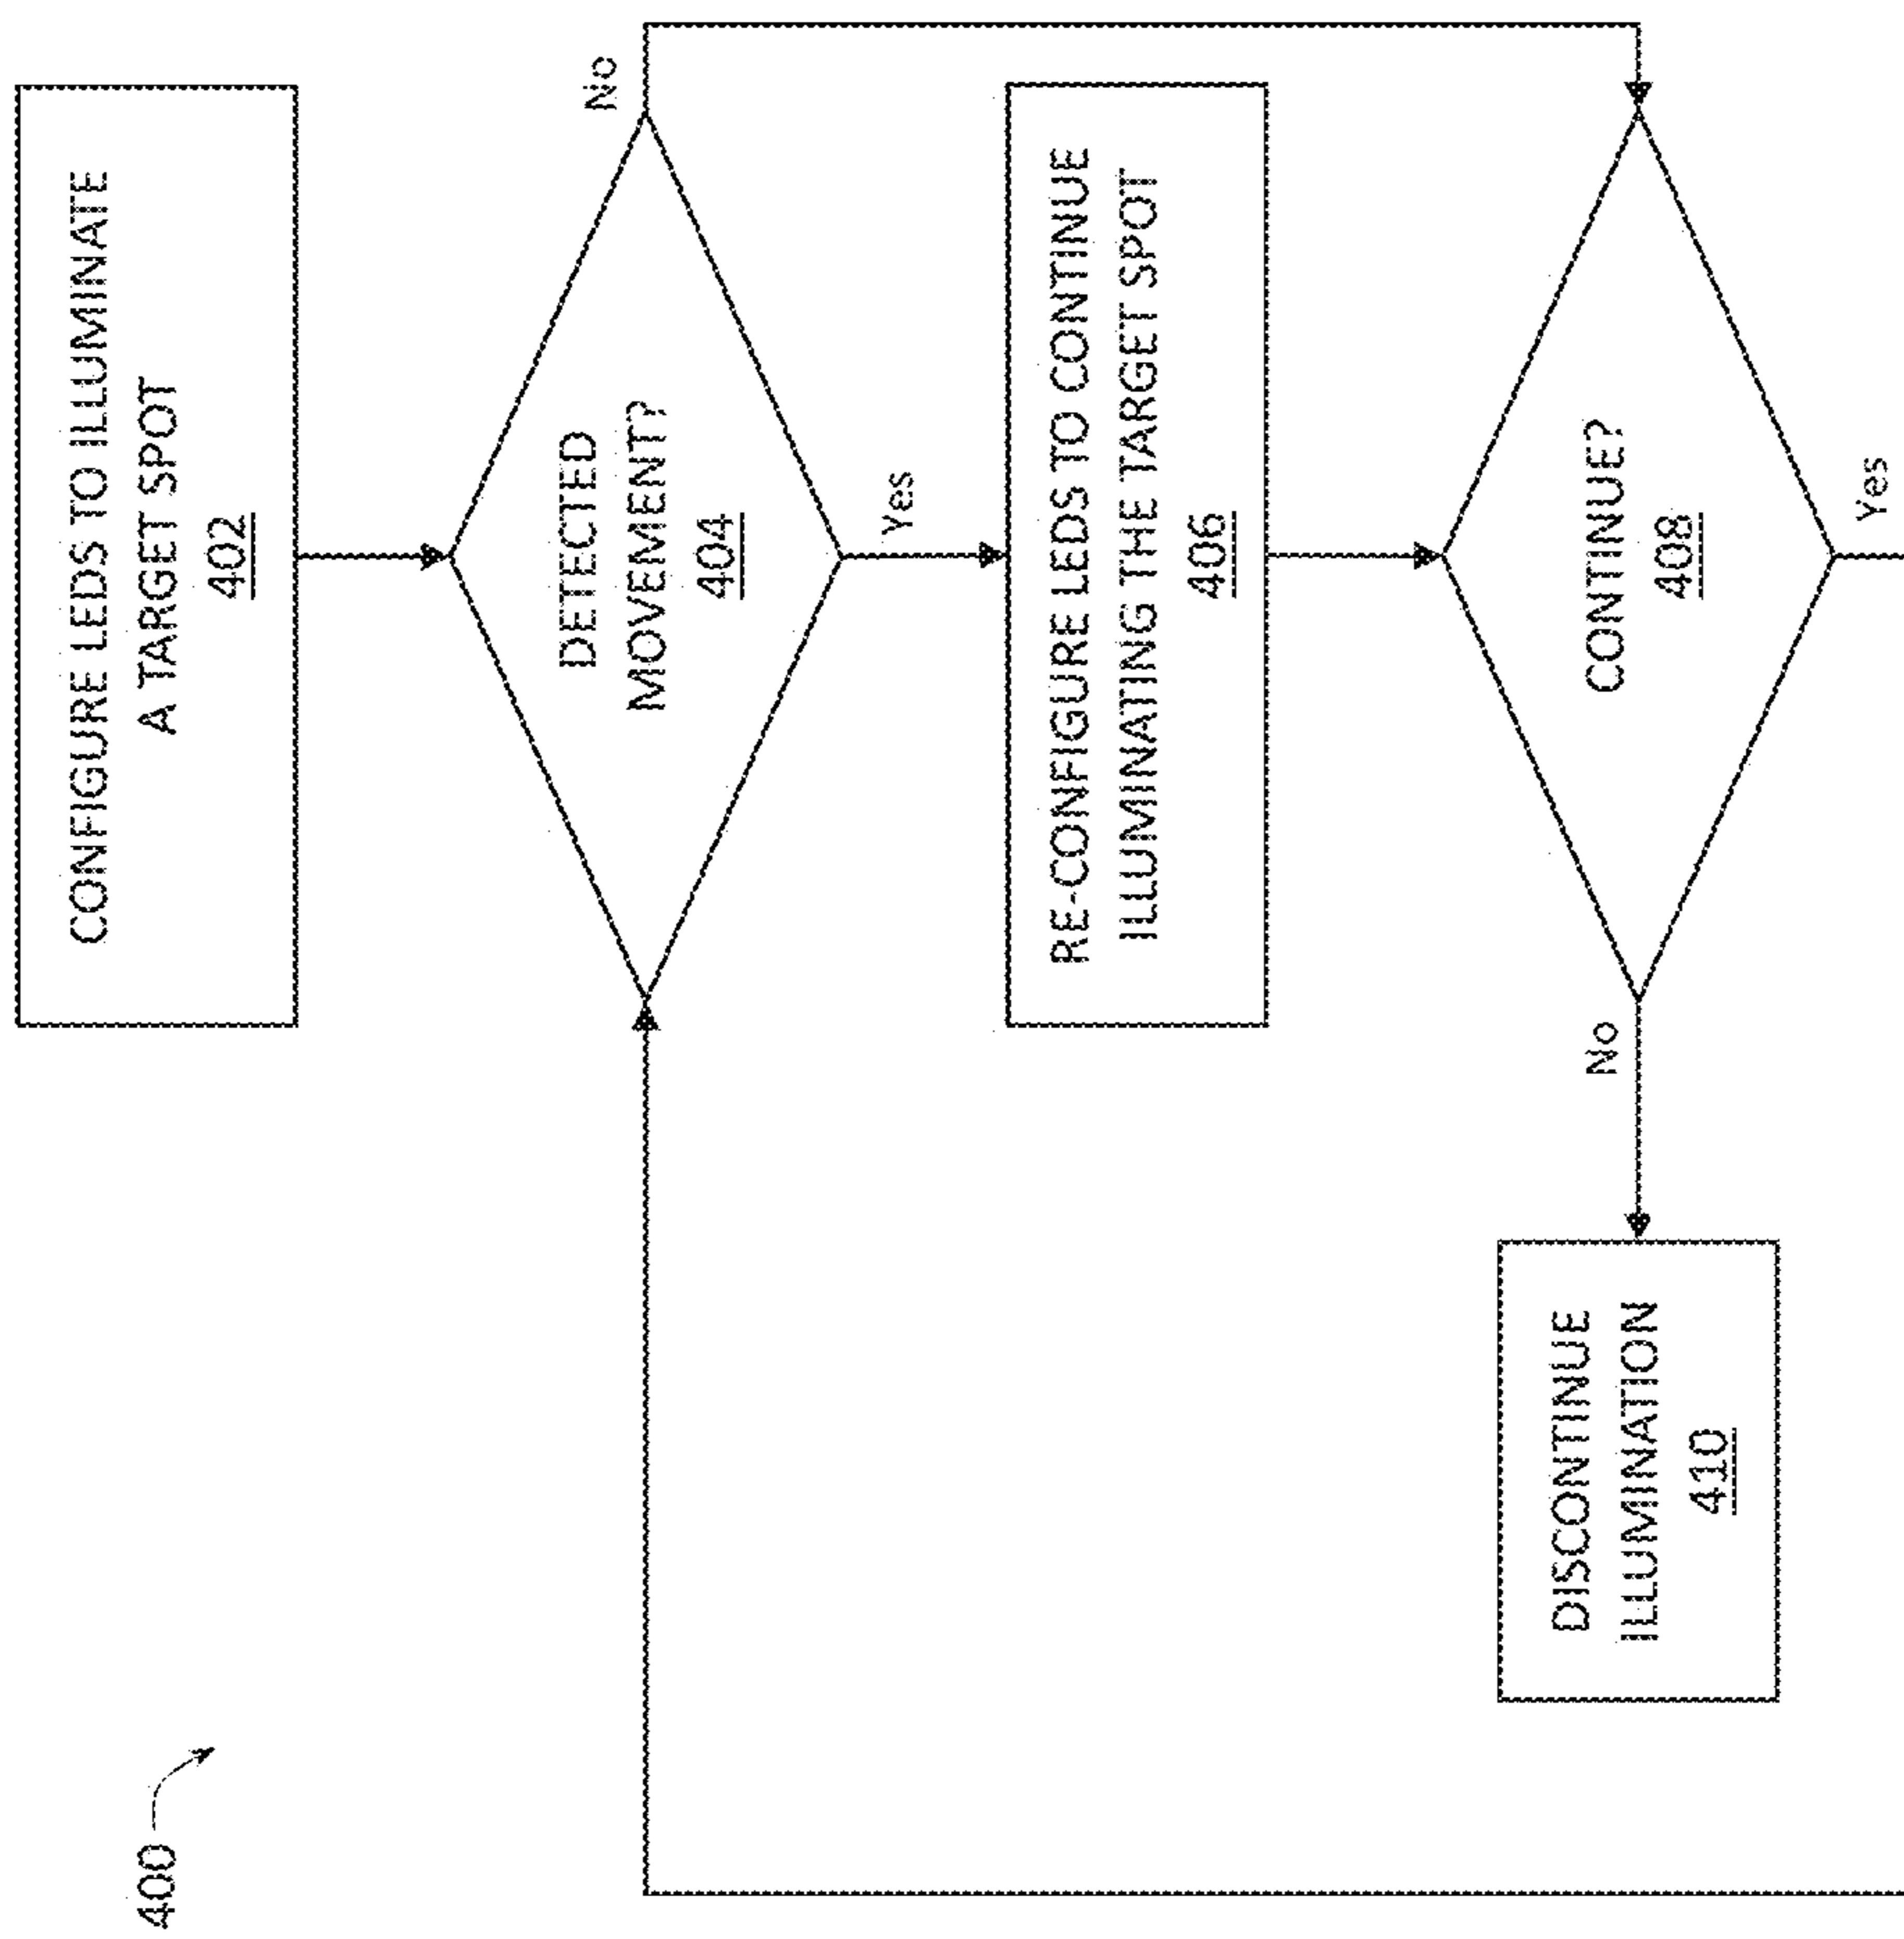 400
CONFIGURE LEDS TO ILLUMINATE
A TARGET SPOT
402
DETECTED
MOVEMENT?
404
No
Yes
RE-CONFIGURE LEDS TO CONTINUE
ILLUMINATING THE TARGET SPOT
406
CONTINUE?
408
No
Yes
DISCONTINUE
ILLUMINATION
410